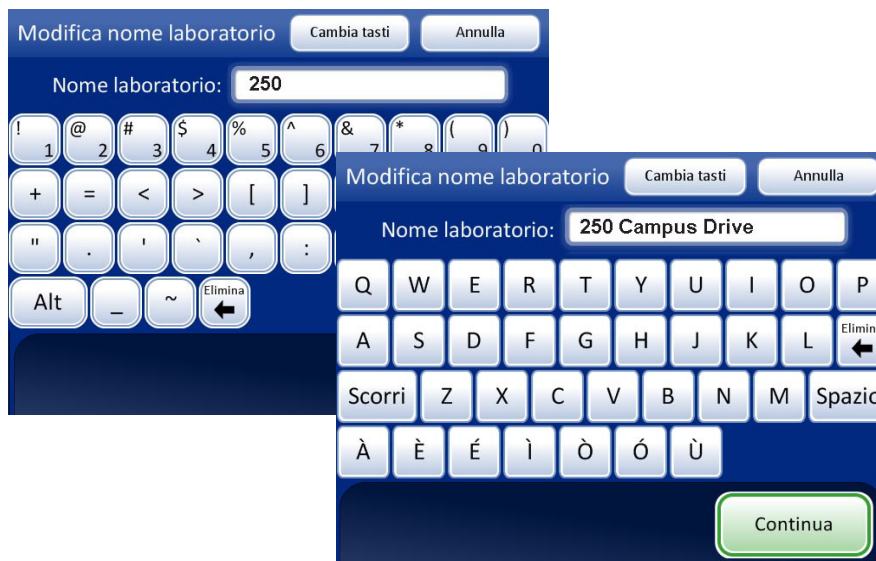 Modifica nome laboratorio Cambia tasti Annulla
Nome laboratorio: 250
! @ # $ % ^ & * ( )
1 2 3 4 5 6 7 8 9 0
+ = < > [ ]
" . ' ` , :
Alt _ ~ Elimina
Modifica nome laboratorio Cambia tasti Annulla
Nome laboratorio: 250 Campus Drive
Q W E R T Y U I O P
A S D F G H J K L Elimin
Scorri Z X C V B N M Spazio
À È É Ì Ò Ó Ù
Continua